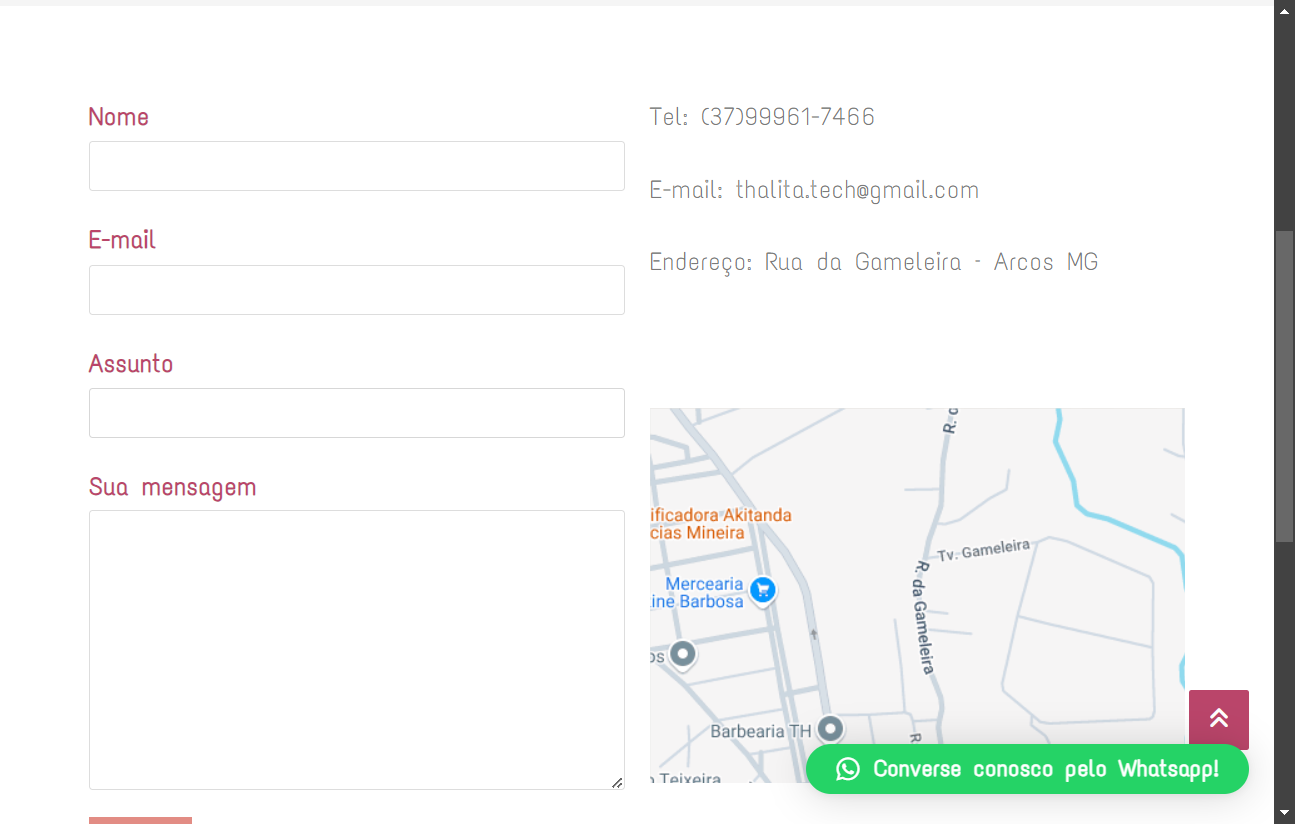 Nome
E-mail
Assunto
Sua mensagem
Tel: (37)99961-7466
E-mail: thalita.tech@gmail.com
Endereço: Rua da Gameleira - Arcos MG
ificadora Akitanda
cias Mineira
Mercearia
ine Barbosa
os
Barbearia TH
Teixeira
R. o
Tv. Gameleira
R. da Gameleira
R
Converse conosco pelo Whatsapp!